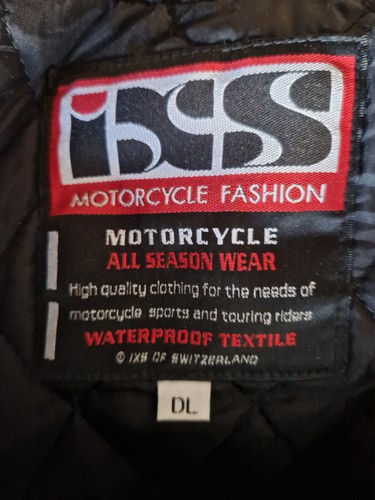 iXS
MOTORCYCLE FASHION
MOTORCYCLE
ALL SEASON WEAR
High quality clothing for the needs of
motorcycle sports and touring riders
WATERPROOF TEXTILE
© IXS OF SWITZERLAND
DL